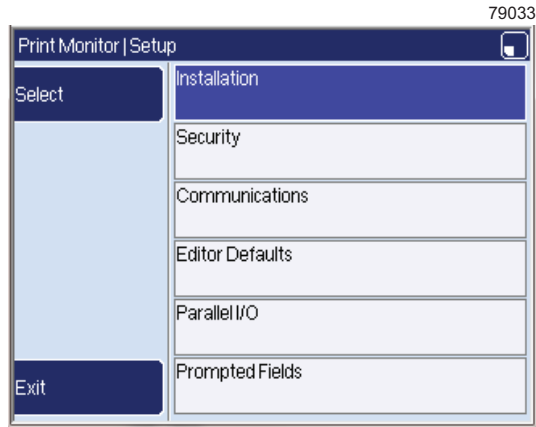 79033
Print Monitor | Setup
Select
Installation
Security
Communications
Editor Defaults
Parallel I/O
Prompted Fields
Exit